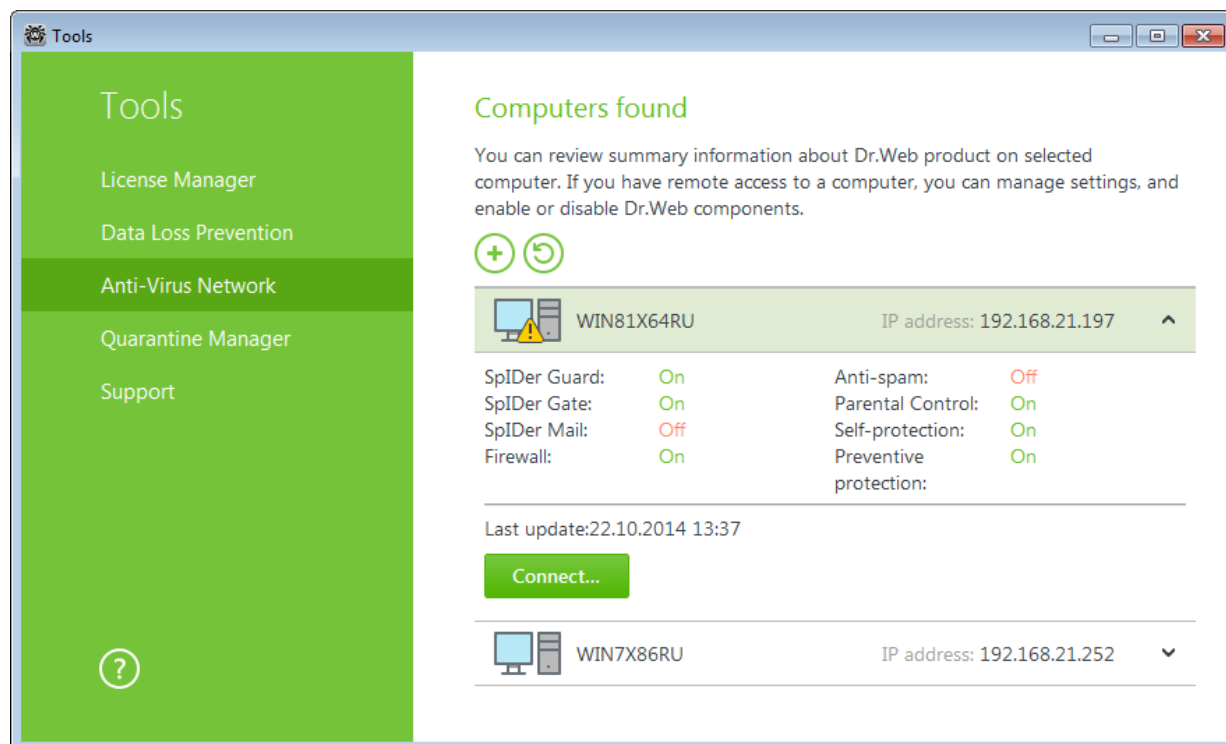 Tools
Tools
License Manager
Data Loss Prevention
Anti-Virus Network
Quarantine Manager
Support
?
Computers found
You can review summary information about Dr.Web product on selected
computer. If you have remote access to a computer, you can manage settings, and
enable or disable Dr.Web components.
WIN81X64RU IP address: 192.168.21.197
SpIDer Guard: On Anti-spam: Off
SpIDer Gate: On Parental Control: On
SpIDer Mail: Off Self-protection: On
Firewall: On Preventive On
protection:
Last update:22.10.2014 13:37
Connect...
WIN7X86RU IP address: 192.168.21.252